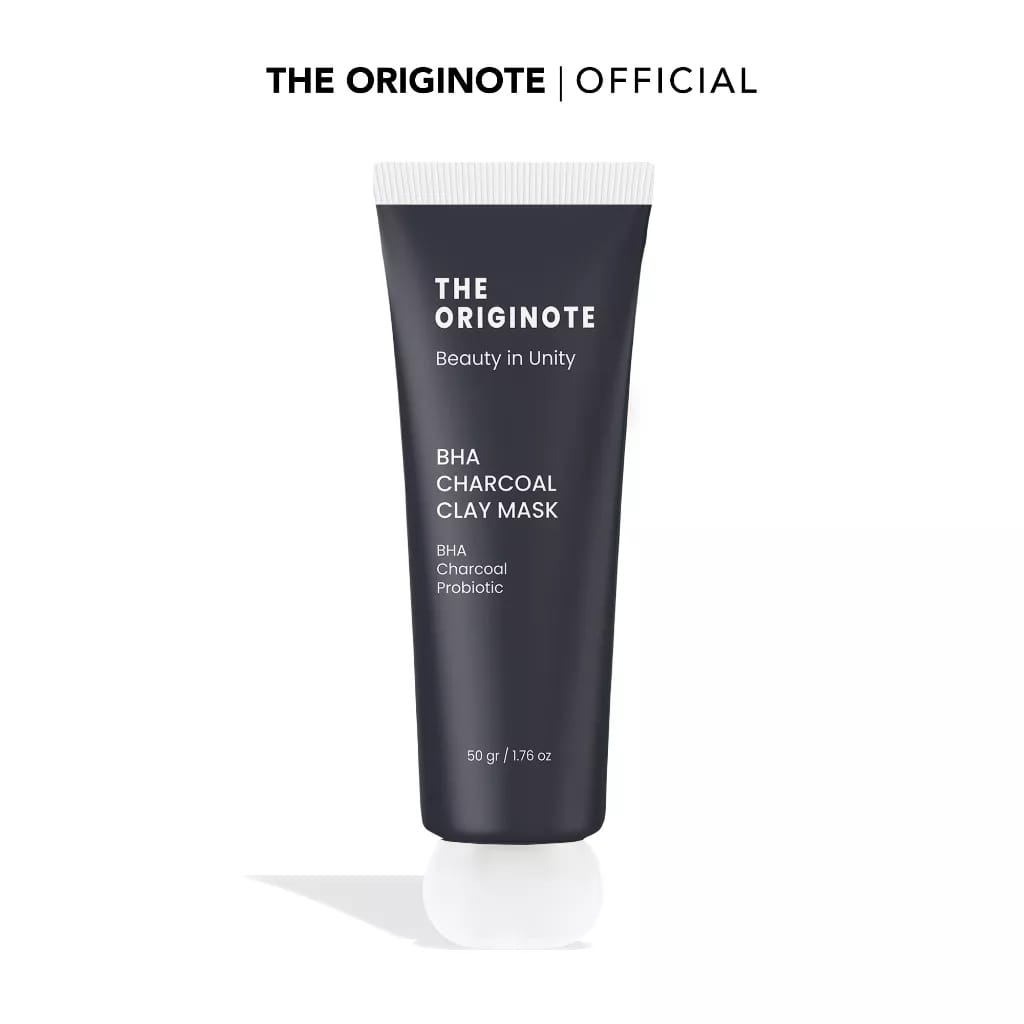 THE ORIGINOTE | OFFICIAL
THE
ORIGINOTE
Beauty in Unity
BHA
CHARCOAL
CLAY MASK
BHA
Charcoal
Probiotic
50 gr / 1.76 oz